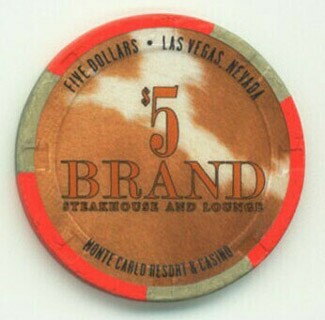 FIVE DOLLARS • LAS VEGAS, NEVADA
$5
BRAND
STEAKHOUSE AND LOUNGE
MONTE CARLO RESORT & CASINO